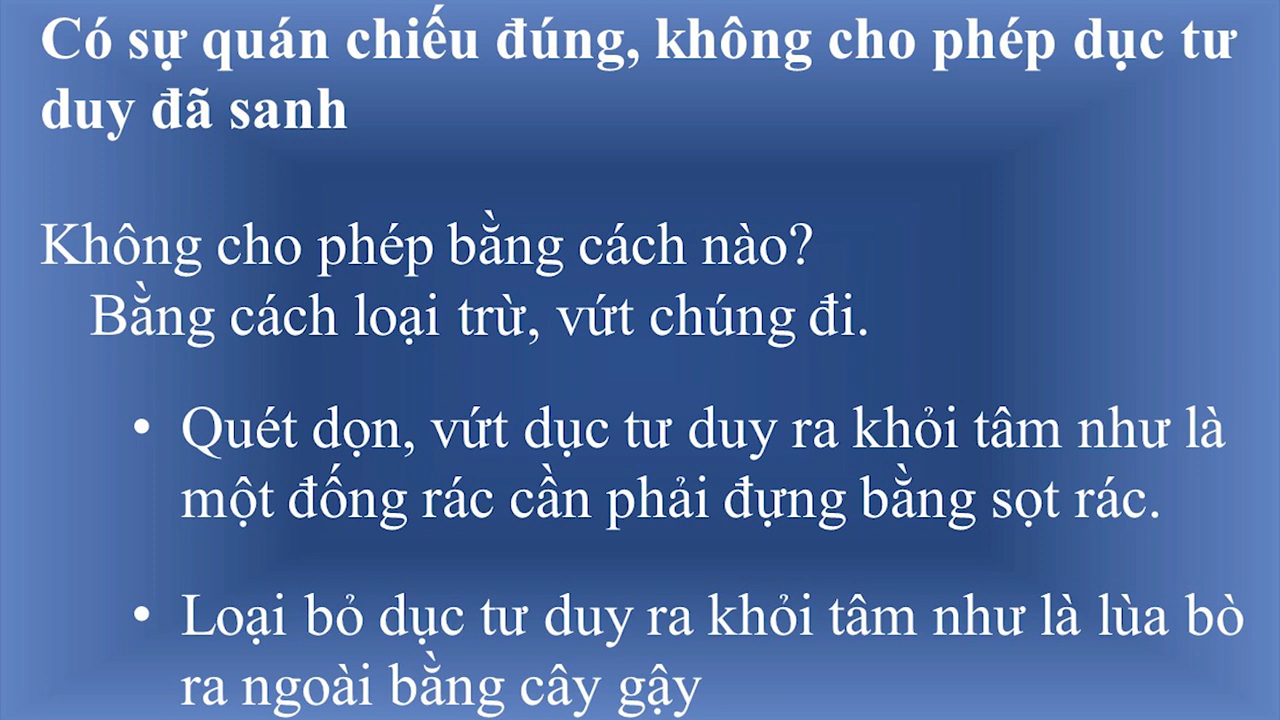 Có sự quán chiếu đúng, không cho phép dục tư
duy đã sanh
Không cho phép bằng cách nào?
Bằng cách loại trừ, vứt chúng đi.
• Quét dọn, vứt dục tư duy ra khỏi tâm như là
một đống rác cần phải đựng bằng sọt rác.
• Loại bỏ dục tư duy ra khỏi tâm như là lùa bò
ra ngoài bằng cây gậy